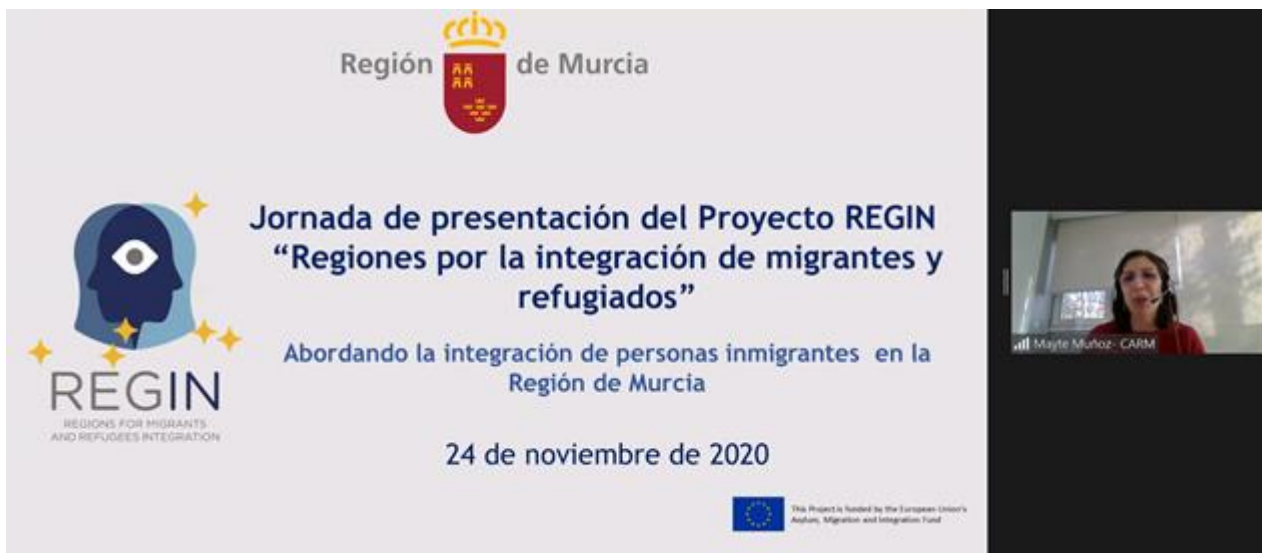 Región de Murcia
Jornada de presentación del Proyecto REGIN
“Regiones por la integración de migrantes y
refugiados”
Abordando la integración de personas inmigrantes en la
Región de Murcia
24 de noviembre de 2020
REGIN
REGIONS FOR MIGRANTS
AND REFUGEES INTEGRATION
This Project is funded by the European Union's
Asylum, Migration and Integration Fund
Mayte Muñoz- CARM